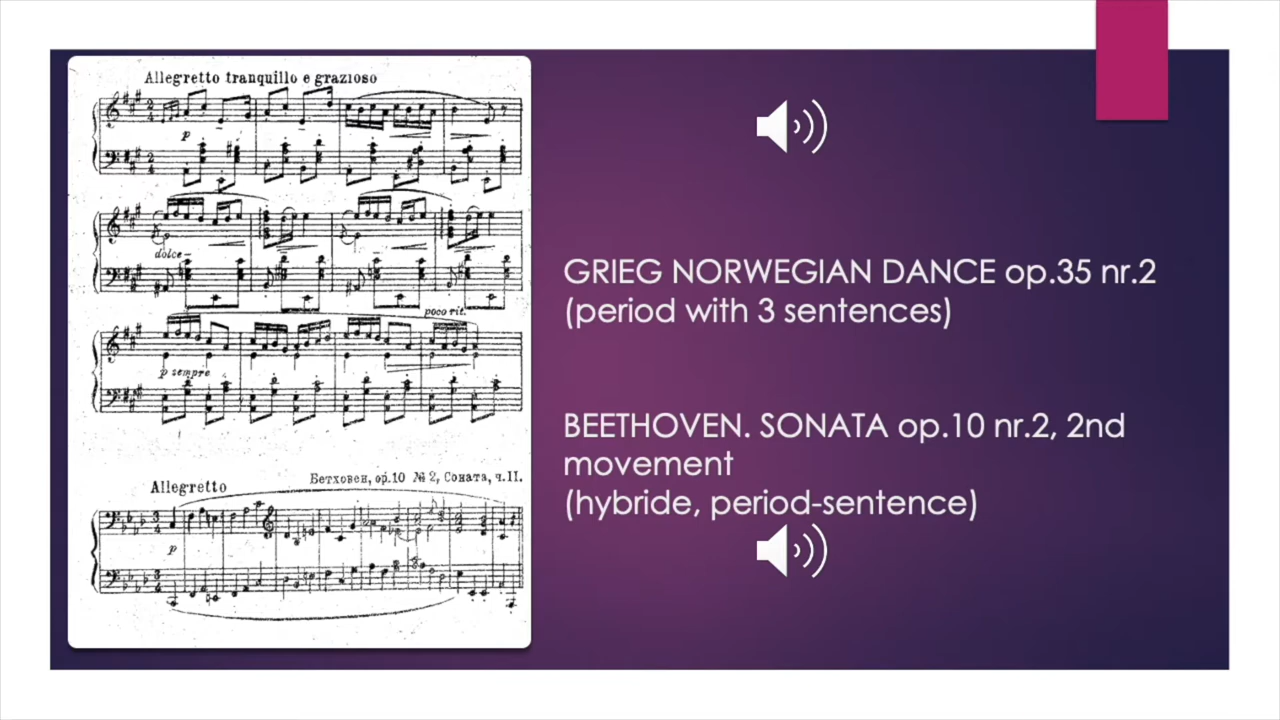 Allegretto tranquillo e grazioso
p
dolce
poco rit.
p sempre
Allegretto
Бетховен, ор.10 № 2, Соната, ч.II.
p
GRIEG NORWEGIAN DANCE op.35 nr.2
(period with 3 sentences)
BEETHOVEN. SONATA op.10 nr.2, 2nd
movement
(hybride, period-sentence)